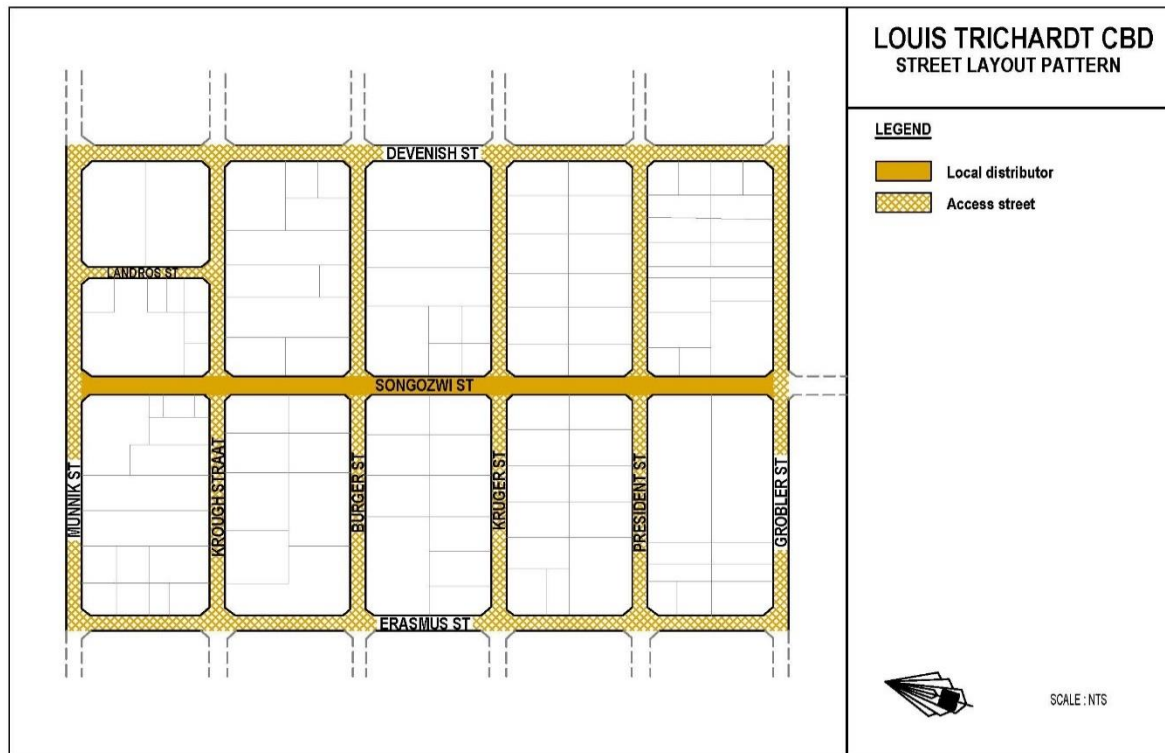 LOUIS TRICHARDT CBD
STREET LAYOUT PATTERN
LEGEND
Local distributor
Access street
DEVENISH ST
LANDROS ST
SONGOZWI ST
MUNNIK ST
KROUGH STRAAT
BURGER ST
KRUGER ST
PRESIDENT ST
GROBLER ST
ERASMUS ST
SCALE : NTS